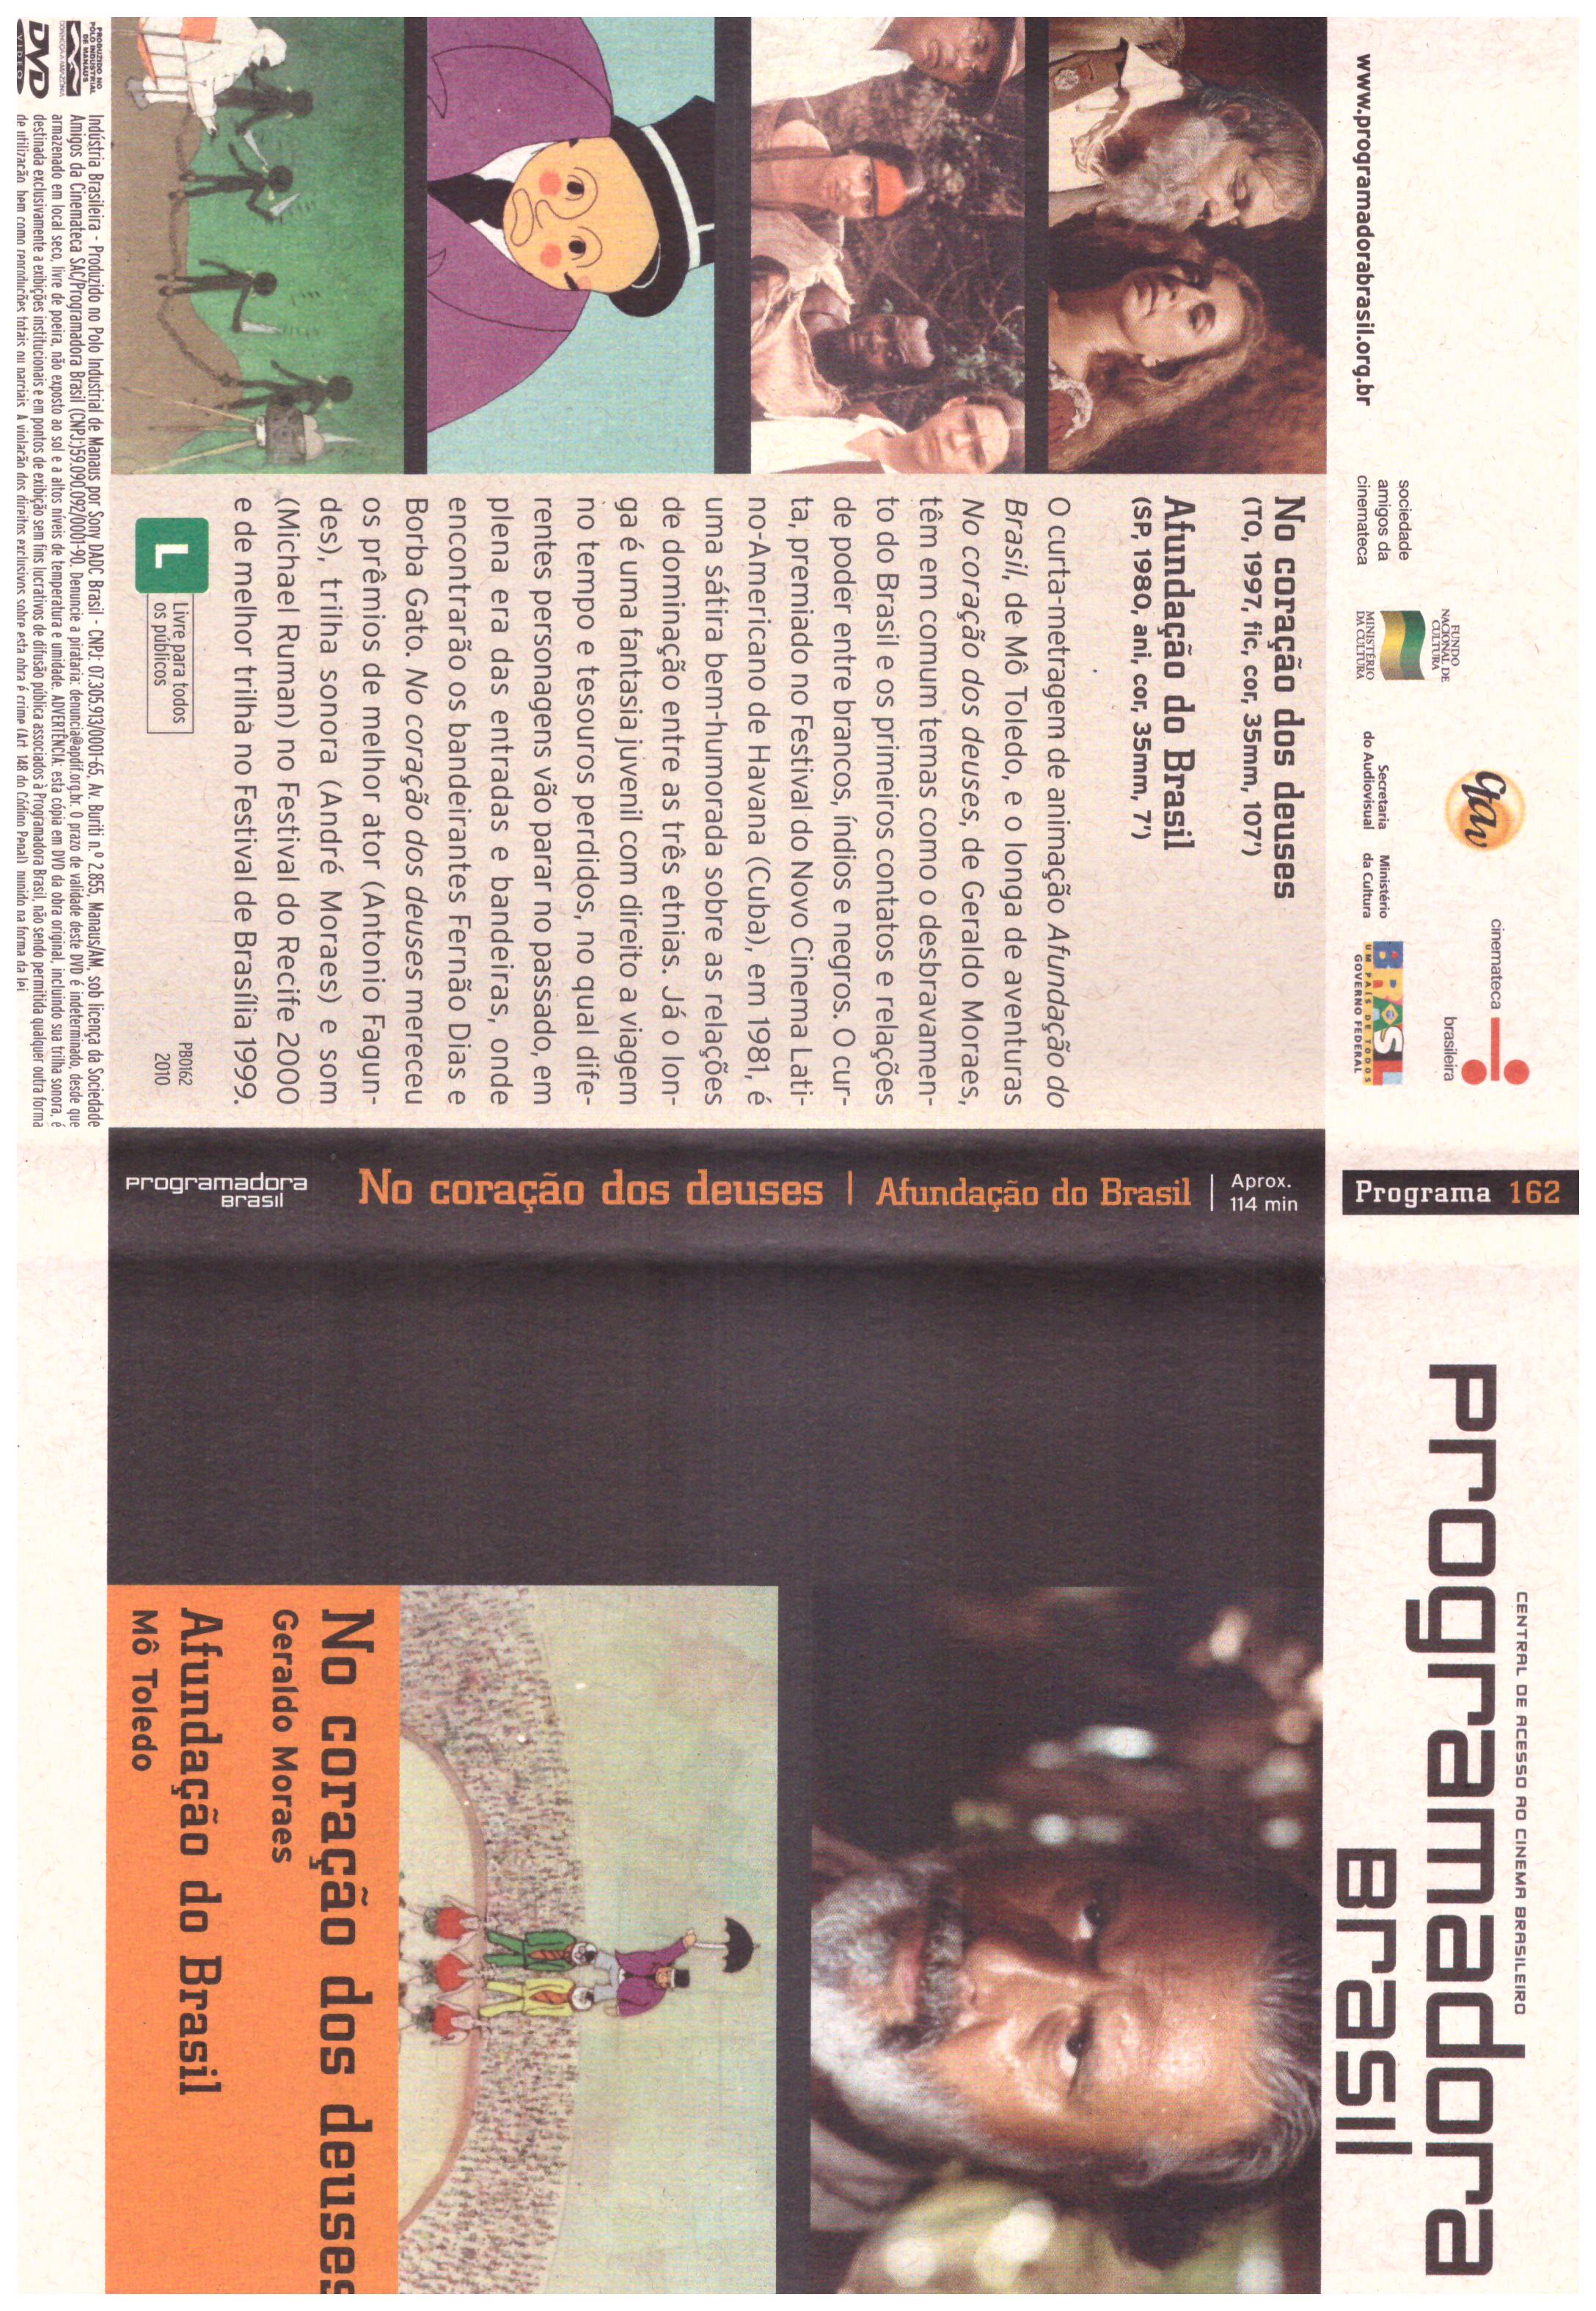 www.programadorabrasil.org.br
sociedade
amigos da
cinemateca
FUNDO
NACIONAL DE
CULTURA
MINISTÉRIO
DA CULTURA
ctav
Secretaria
do Audiovisual
Ministério
da Cultura
cinemateca
brasileira
BRASIL
UM PAÍS DE TODOS
GOVERNO FEDERAL
No coração dos deuses
(TO, 1997, fic, cor, 35mm, 107')
Afundação do Brasil
(SP, 1980, ani, cor, 35mm, 7')
O curta-metragem de animação Afundação do
Brasil, de Mô Toledo, e o longa de aventuras
No coração dos deuses, de Geraldo Moraes,
têm em comum temas como o desbravamen-
to do Brasil e os primeiros contatos e relações
de poder entre brancos, índios e negros. O cur-
ta, premiado no Festival do Novo Cinema Lati-
no-Americano de Havana (Cuba), em 1981, é
uma sátira bem-humorada sobre as relações
de dominação entre as três etnias. Já o lon-
ga é uma fantasia juvenil com direito a viagem
no tempo e tesouros perdidos, no qual dife-
rentes personagens vão parar no passado, em
plena era das entradas e bandeiras, onde
encontrarão os bandeirantes Fernão Dias e
Borba Gato. No coração dos deuses mereceu
os prêmios de melhor ator (Antonio Fagun-
des), trilha sonora (André Moraes) e som
(Michael Ruman) no Festival do Recife 2000
e de melhor trilha no Festival de Brasília 1999.
L
Livre para todos
os públicos
PB0162
2010
PRODUZIDO NO
PÓLO INDUSTRIAL
DE MANAUS
CONHEÇA A AMAZÔNIA
DVD
VIDEO
Indústria Brasileira - Produzido no Polo Industrial de Manaus por Sony DADC Brasil - CNPJ: 07.305.913/0001-65, Av. Buriti n.º 2.855, Manaus/AM, sob licença da Sociedade
Amigos da Cinemateca SAC/Programadora Brasil (CNPJ:)59.090.092/0001-90. Denuncie a pirataria: denuncia@apdif.org.br. O prazo de validade deste DVD é indeterminado, desde que
armazenado em local seco, livre de poeira, não exposto ao sol e a altos níveis de temperatura e umidade. ADVERTÊNCIA: esta cópia em DVD da obra original, incluindo sua trilha sonora, é
destinada exclusivamente a exibições institucionais e em pontos de exibição sem fins lucrativos de difusão pública associados à Programadora Brasil, não sendo permitida qualquer outra forma
de utilização, bem como reproduções totais ou parciais. A violação dos direitos exclusivos sobre esta obra é crime (Art. 148 do Código Penal), punido na forma da lei.
Programadora
Brasil
No coração dos deuses | Afundação do Brasil |
Aprox.
114 min
Programa 162
CENTRAL DE ACESSO AO CINEMA BRASILEIRO
Programadora
Brasil
No coração dos deuses
Geraldo Moraes
Afundação do Brasil
Mô Toledo